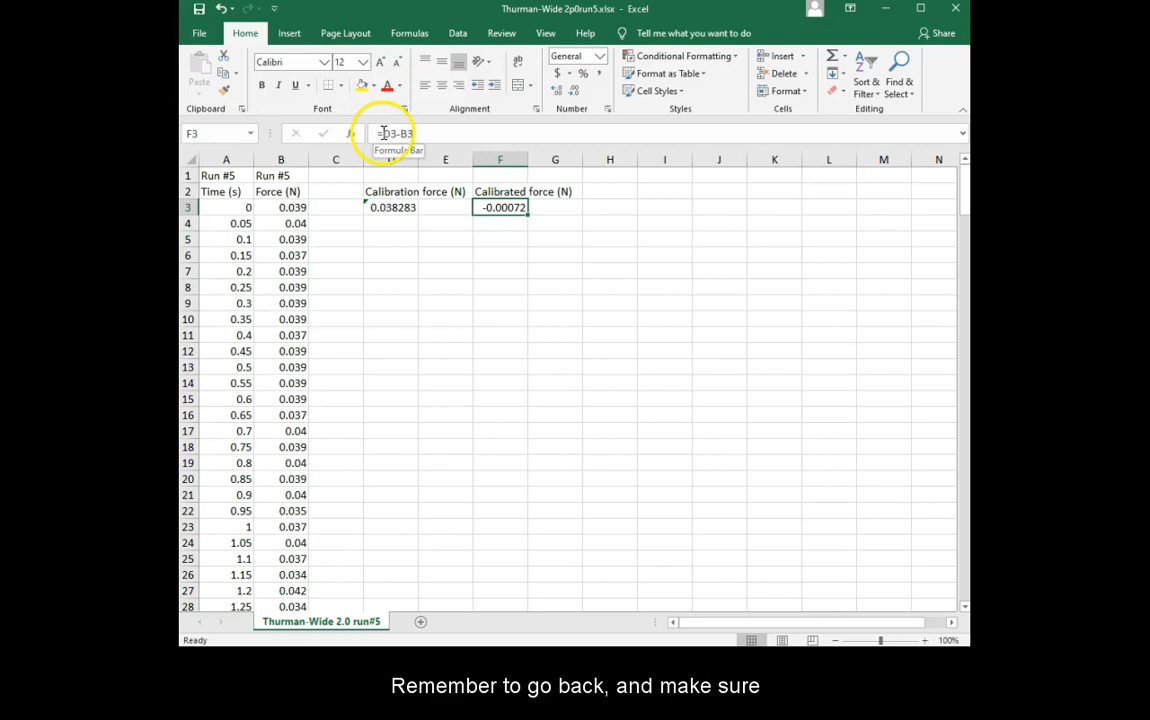 Thurman-Wide 2p0run5.xlsx - Excel
File Home Insert Page Layout Formulas Data Review View Help Tell me what you want to do Share
Paste Calibri 12 General Conditional Formatting Insert
B I U $ % , Format as Table Delete Sort & Find &
Cell Styles Format Filter Select
Clipboard Font Alignment Number Styles Cells Editing
F3 =D3-B3
Formula Bar
A B C E F G H I J K L M N
1 Run #5 Run #5
2 Time (s) Force (N) Calibration force (N) Calibrated force (N)
3 0 0.039 0.038283 -0.00072
4 0.05 0.04
5 0.1 0.039
6 0.15 0.037
7 0.2 0.039
8 0.25 0.039
9 0.3 0.039
10 0.35 0.039
11 0.4 0.037
12 0.45 0.039
13 0.5 0.039
14 0.55 0.039
15 0.6 0.039
16 0.65 0.037
17 0.7 0.04
18 0.75 0.039
19 0.8 0.04
20 0.85 0.039
21 0.9 0.04
22 0.95 0.035
23 1 0.037
24 1.05 0.04
25 1.1 0.037
26 1.15 0.034
27 1.2 0.042
28 1.25 0.034
Thurman-Wide 2.0 run#5
Ready 100%
Remember to go back, and make sure